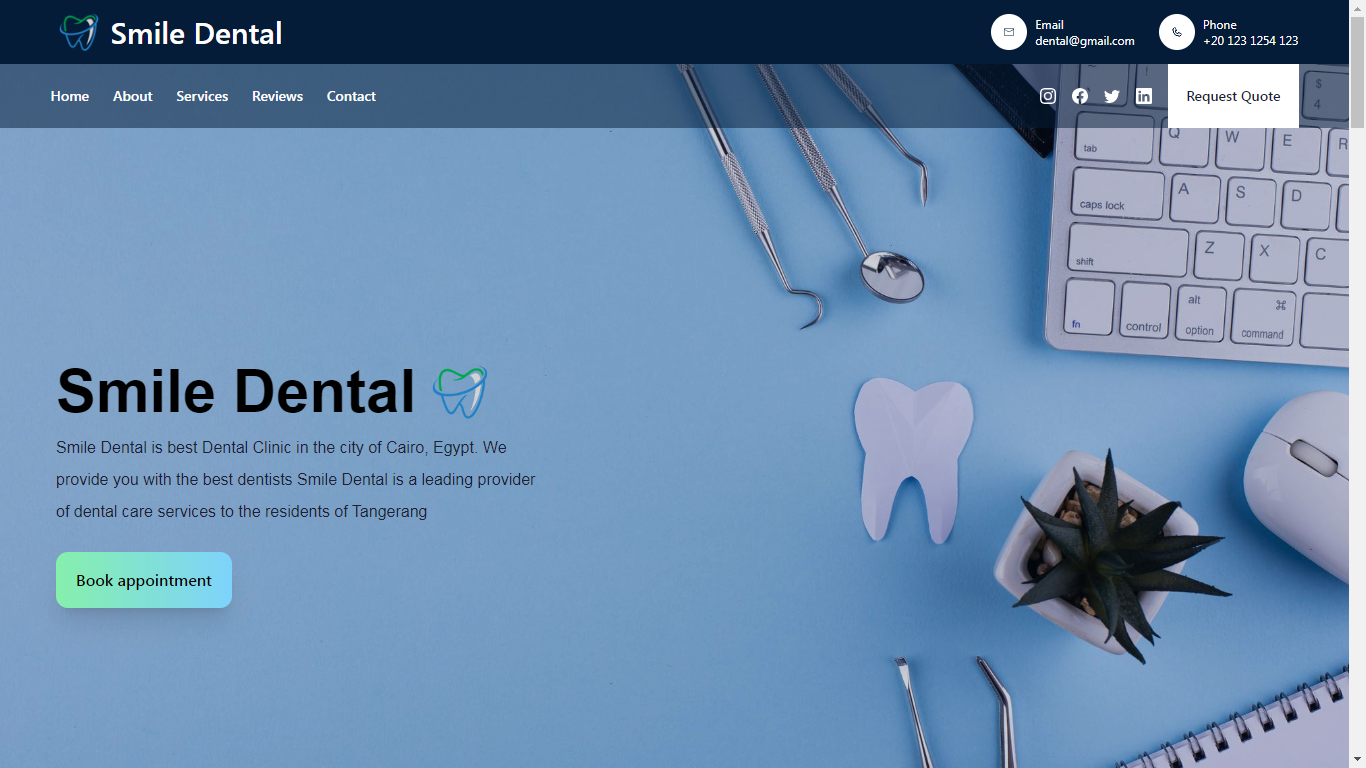 Smile Dental
Email
dental@gmail.com
Phone
+20 123 1254 123
Home
About
Services
Reviews
Contact
Request Quote
$
4
tab
Q
W
E
R
caps lock
A
S
D
shift
Z
X
C
fn
control
alt
option
⌘
command
Smile Dental
Smile Dental is best Dental Clinic in the city of Cairo, Egypt. We
provide you with the best dentists Smile Dental is a leading provider
of dental care services to the residents of Tangerang
Book appointment